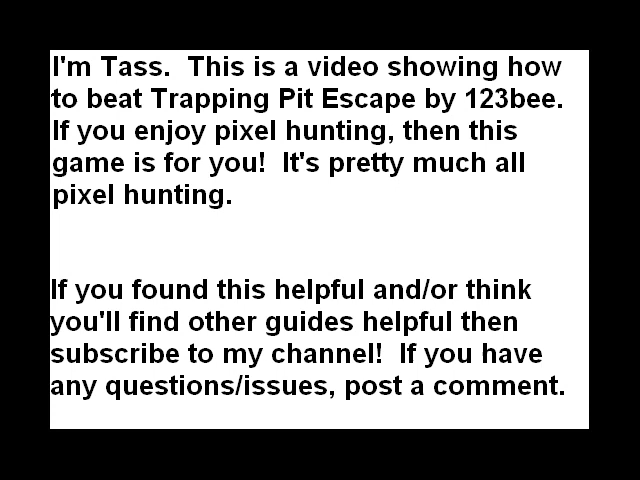 I'm Tass.  This is a video showing how
to beat Trapping Pit Escape by 123bee.
If you enjoy pixel hunting, then this
game is for you!  It's pretty much all
pixel hunting.
If you found this helpful and/or think
you'll find other guides helpful then
subscribe to my channel!  If you have
any questions/issues, post a comment.